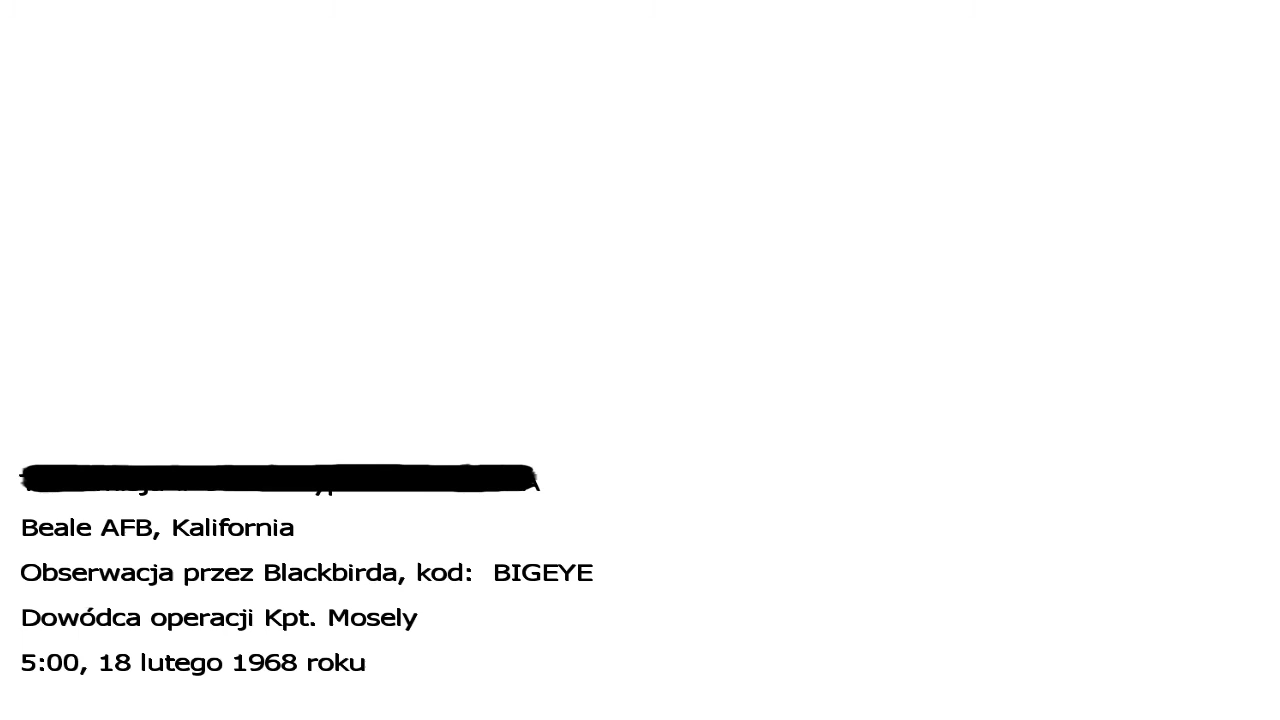 Beale AFB, Kalifornia
Obserwacja przez Blackbirda, kod: BIGEYE
Dowódca operacji Kpt. Mosely
5:00, 18 lutego 1968 roku